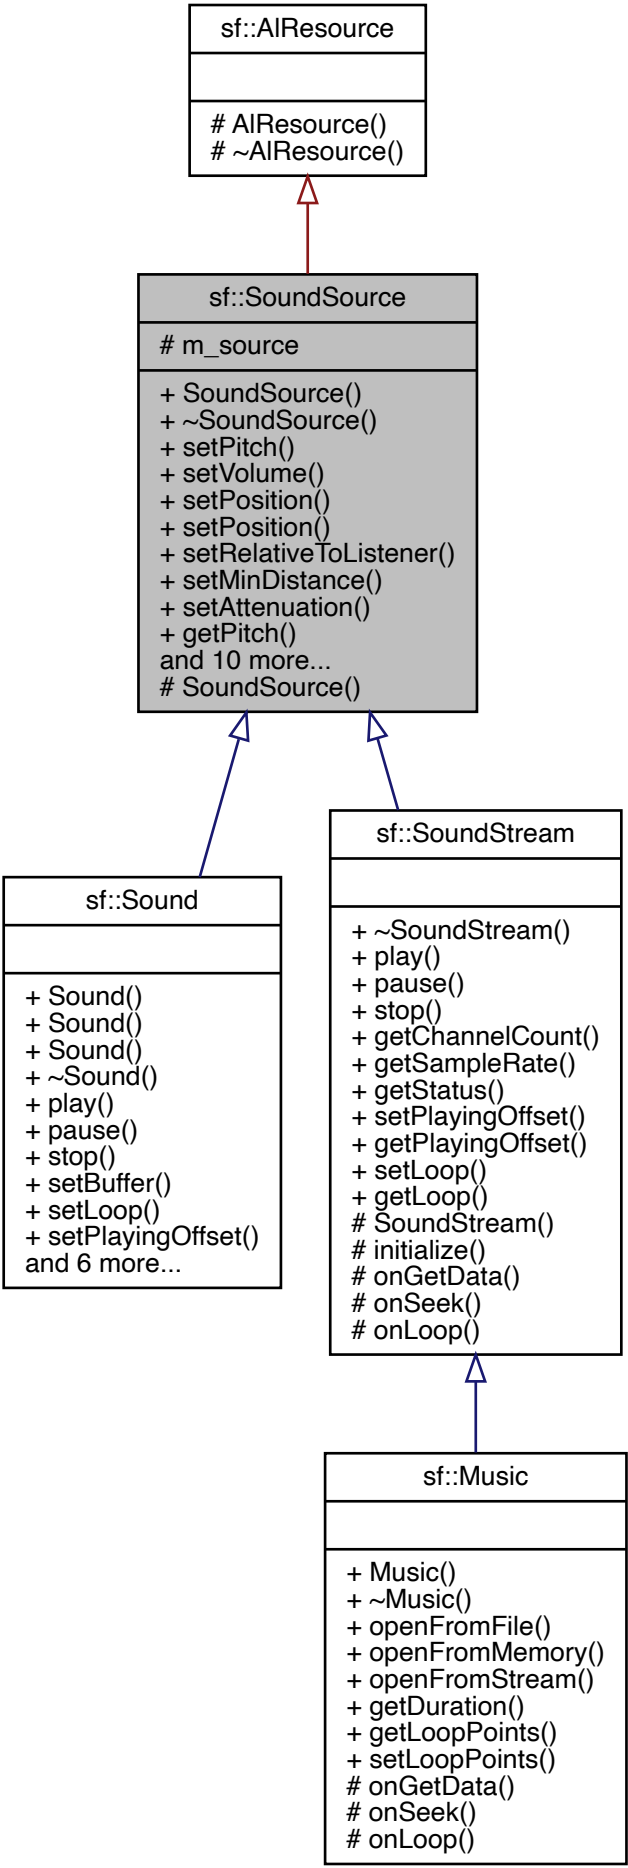 sf::AlResource
# AlResource()
# ~AlResource()
sf::SoundSource
# m_source
+ SoundSource()
+ ~SoundSource()
+ setPitch()
+ setVolume()
+ setPosition()
+ setPosition()
+ setRelativeToListener()
+ setMinDistance()
+ setAttenuation()
+ getPitch()
and 10 more...
# SoundSource()
sf::Sound
+ Sound()
+ Sound()
+ Sound()
+ ~Sound()
+ play()
+ pause()
+ stop()
+ setBuffer()
+ setLoop()
+ setPlayingOffset()
and 6 more...
sf::SoundStream
+ ~SoundStream()
+ play()
+ pause()
+ stop()
+ getChannelCount()
+ getSampleRate()
+ getStatus()
+ setPlayingOffset()
+ getPlayingOffset()
+ setLoop()
+ getLoop()
# SoundStream()
# initialize()
# onGetData()
# onSeek()
# onLoop()
sf::Music
+ Music()
+ ~Music()
+ openFromFile()
+ openFromMemory()
+ openFromStream()
+ getDuration()
+ getLoopPoints()
+ setLoopPoints()
# onGetData()
# onSeek()
# onLoop()